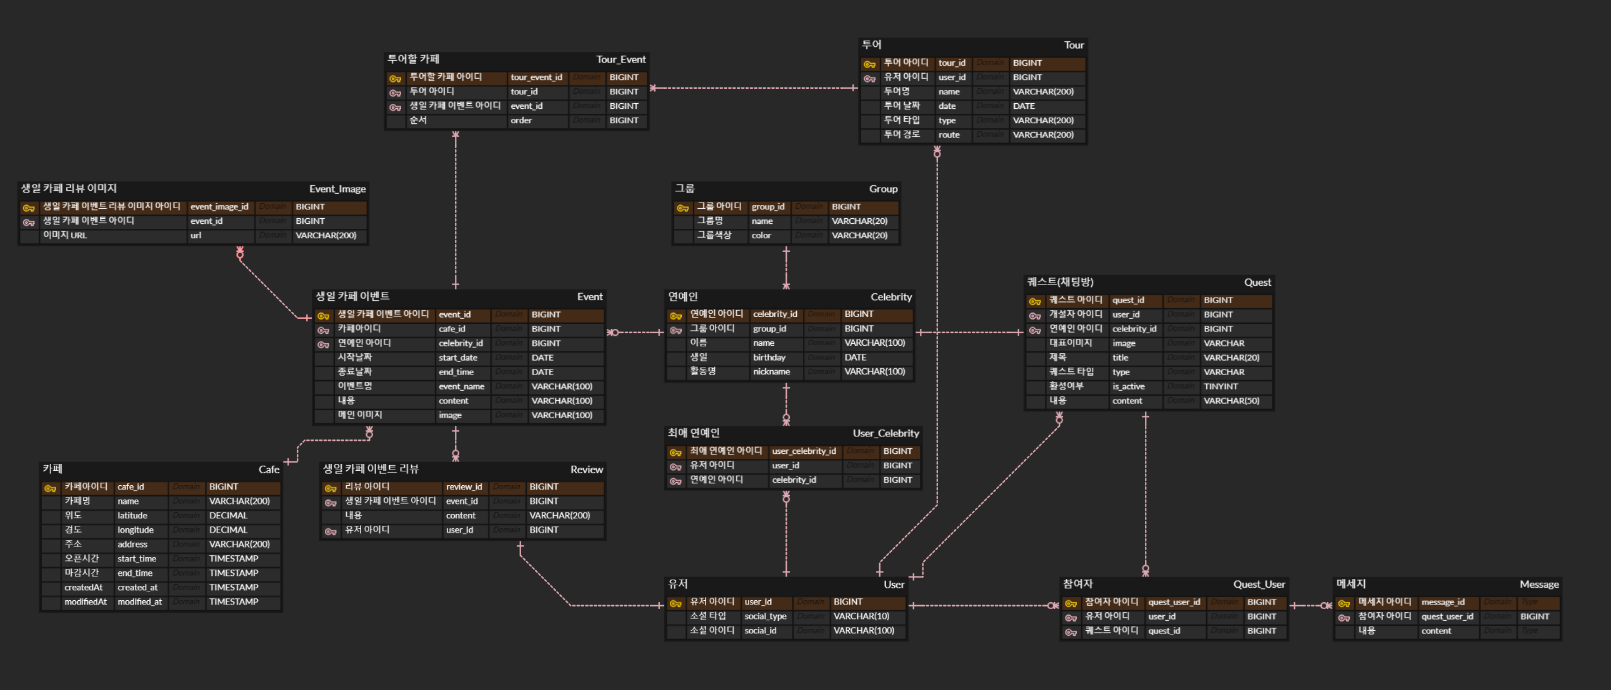 투어할 카페 Tour_Event
투어할 카페 아이디 tour_event_id Domain BIGINT
투어 아이디 tour_id Domain BIGINT
생일 카페 이벤트 아이디 event_id Domain BIGINT
순서 order Domain BIGINT
투어 Tour
투어 아이디 tour_id Domain BIGINT
유저 아이디 user_id Domain BIGINT
투어명 name Domain VARCHAR(200)
투어 날짜 date Domain DATE
투어 타입 type Domain VARCHAR(200)
투어 경로 route Domain VARCHAR(200)
생일 카페 리뷰 이미지 Event_Image
생일 카페 이벤트 리뷰 이미지 아이디 event_image_id Domain BIGINT
생일 카페 이벤트 아이디 event_id Domain BIGINT
이미지 URL url Domain VARCHAR(200)
그룹 Group
그룹 아이디 group_id Domain BIGINT
그룹명 name Domain VARCHAR(20)
그룹색상 color Domain VARCHAR(20)
생일 카페 이벤트 Event
생일 카페 이벤트 아이디 event_id Domain BIGINT
카페아이디 cafe_id Domain BIGINT
연예인 아이디 celebrity_id Domain BIGINT
시작날짜 start_date Domain DATE
종료날짜 end_time Domain DATE
이벤트명 event_name Domain VARCHAR(100)
내용 content Domain VARCHAR(100)
메인 이미지 image Domain VARCHAR(100)
연예인 Celebrity
연예인 아이디 celebrity_id Domain BIGINT
그룹 아이디 group_id Domain BIGINT
이름 name Domain VARCHAR(100)
생일 birthday Domain DATE
활동명 nickname Domain VARCHAR(100)
퀘스트(채팅방) Quest
퀘스트 아이디 quest_id Domain BIGINT
개설자 아이디 user_id Domain BIGINT
연예인 아이디 celebrity_id Domain BIGINT
대표이미지 image Domain VARCHAR
제목 title Domain VARCHAR(20)
퀘스트 타입 type Domain VARCHAR
활성여부 is_active Domain TINYINT
내용 content Domain VARCHAR(50)
최애 연예인 User_Celebrity
최애 연예인 아이디 user_celebrity_id Domain BIGINT
유저 아이디 user_id Domain BIGINT
연예인 아이디 celebrity_id Domain BIGINT
카페 Cafe
카페아이디 cafe_id Domain BIGINT
카페명 name Domain VARCHAR(200)
위도 latitude Domain DECIMAL
경도 longitude Domain DECIMAL
주소 address Domain VARCHAR(200)
오픈시간 start_time Domain TIMESTAMP
마감시간 end_time Domain TIMESTAMP
createdAt created_at Domain TIMESTAMP
modifiedAt modified_at Domain TIMESTAMP
생일 카페 이벤트 리뷰 Review
리뷰 아이디 review_id Domain BIGINT
생일 카페 이벤트 아이디 event_id Domain BIGINT
내용 content Domain VARCHAR(200)
유저 아이디 user_id Domain BIGINT
유저 User
유저 아이디 user_id Domain BIGINT
소셜 타입 social_type Domain VARCHAR(10)
소셜 아이디 social_id Domain VARCHAR(100)
참여자 Quest_User
참여자 아이디 quest_user_id Domain BIGINT
유저 아이디 user_id Domain BIGINT
퀘스트 아이디 quest_id Domain BIGINT
메세지 Message
메세지 아이디 message_id Domain Type
참여자 아이디 quest_user_id Domain BIGINT
내용 content Domain Type